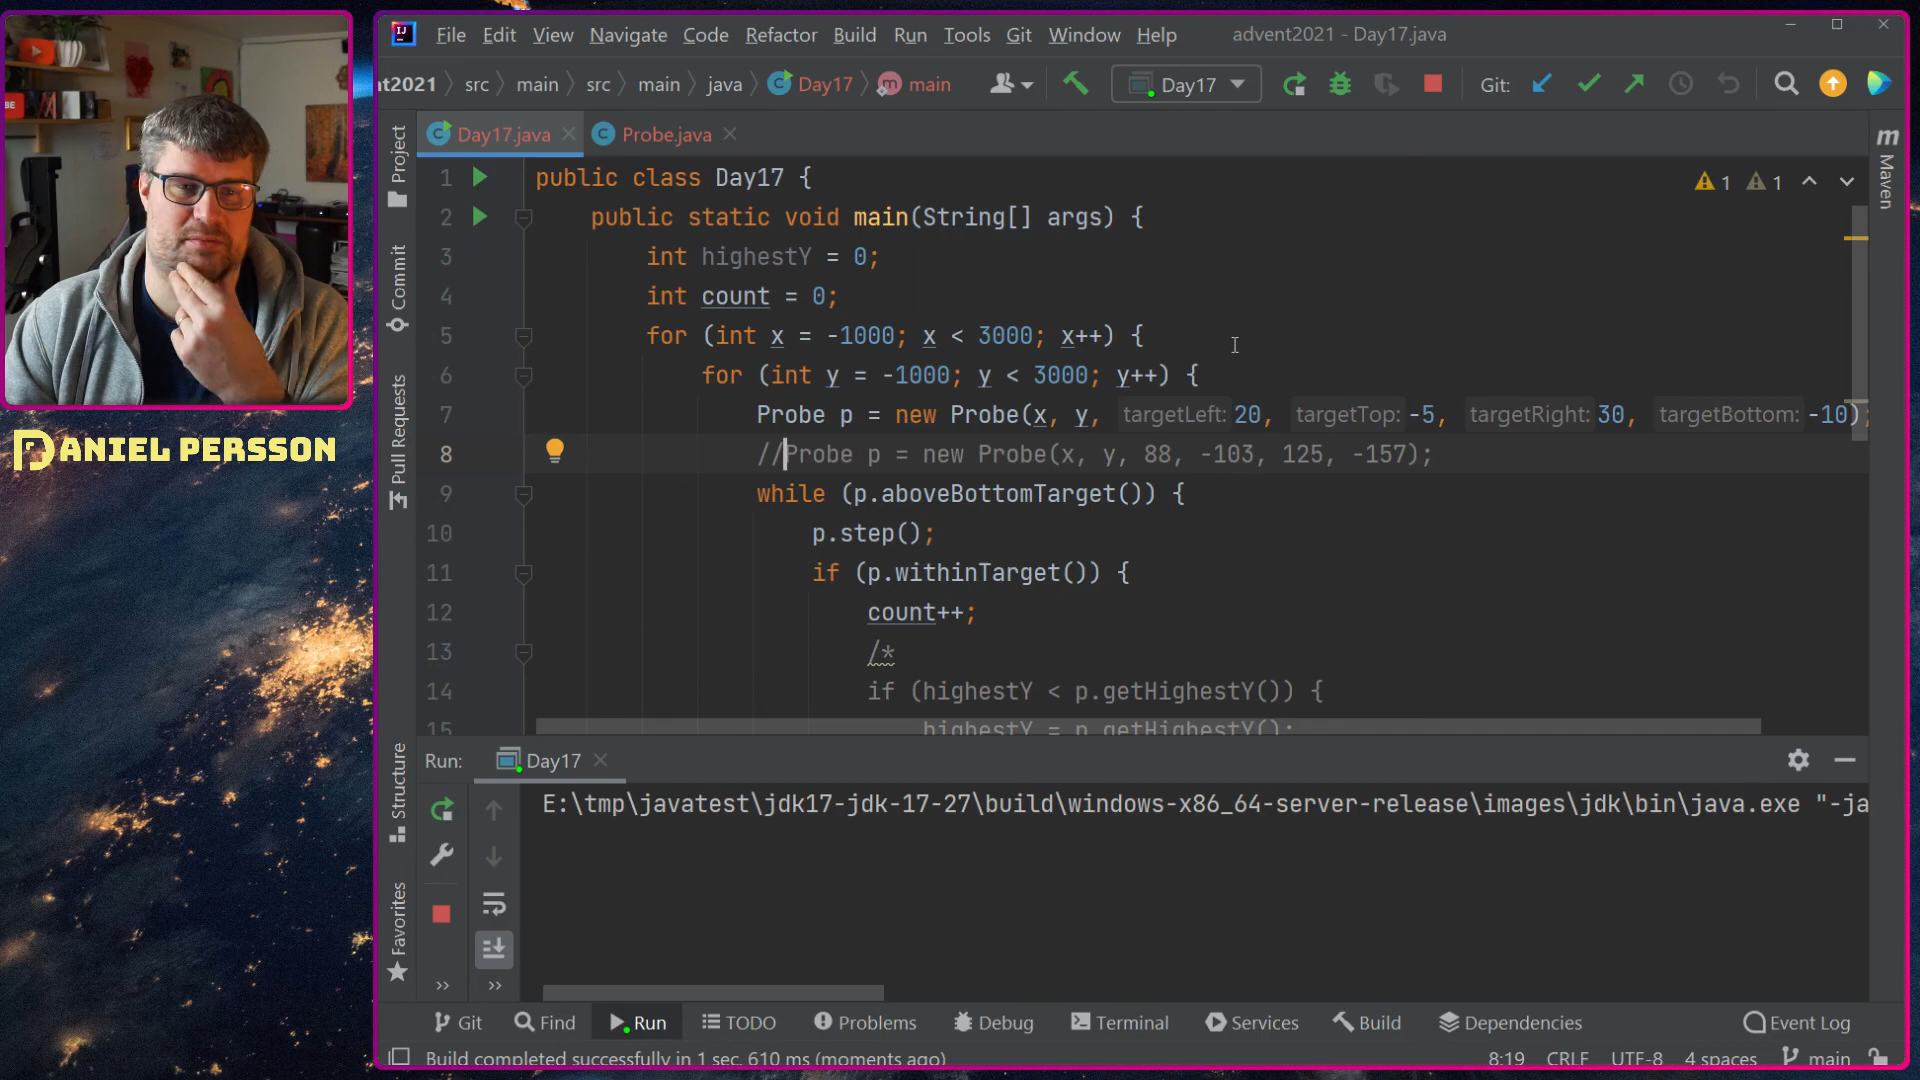 File Edit View Navigate Code Refactor Build Run Tools Git Window Help advent2021 - Day17.java
nt2021 src main src main java Day17 main Day17 Git:
Day17.java Probe.java
Project
Commit
Pull Requests
Structure
Favorites
Maven
DANIEL PERSSON
1 public class Day17 {
2 public static void main(String[] args) {
3 int highestY = 0;
4 int count = 0;
5 for (int x = -1000; x < 3000; x++) {
6 for (int y = -1000; y < 3000; y++) {
7 Probe p = new Probe(x, y, targetLeft: 20, targetTop: -5, targetRight: 30, targetBottom: -10);
8 //Probe p = new Probe(x, y, 88, -103, 125, -157);
9 while (p.aboveBottomTarget()) {
10 p.step();
11 if (p.withinTarget()) {
12 count++;
13 /*
14 if (highestY < p.getHighestY()) {
15 highestY = p.getHighestY();
1 1
Run: Day17
E:\tmp\javatest\jdk17-jdk-17-27\build\windows-x86_64-server-release\images\jdk\bin\java.exe "-ja
Git Find Run TODO Problems Debug Terminal Services Build Dependencies Event Log
Build completed successfully in 1 sec, 610 ms (moments ago) 8:19 CRLF UTF-8 4 spaces main